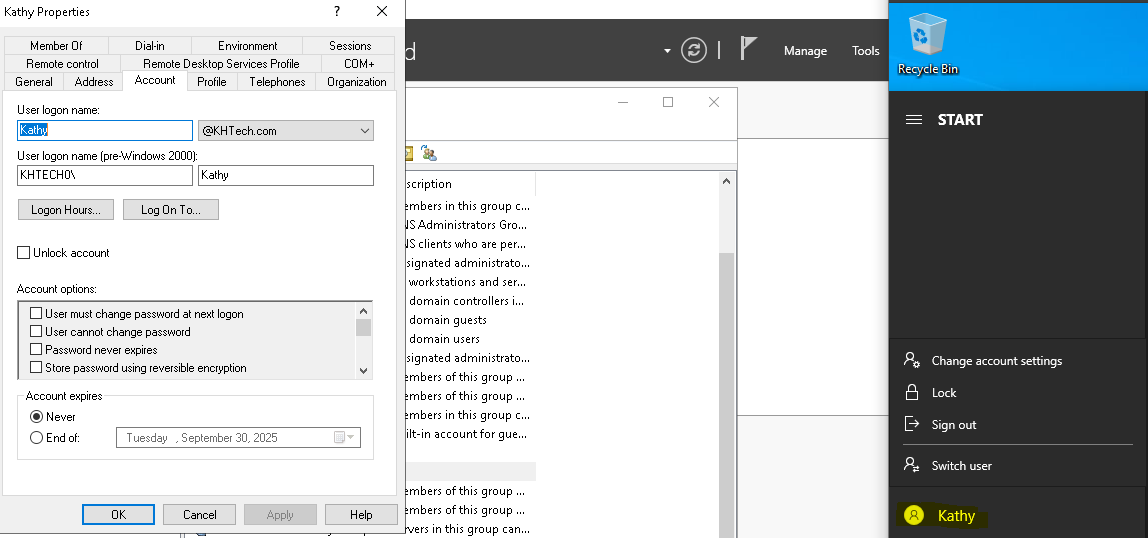 Kathy Properties
?
Member Of Dial-in Environment Sessions
Remote control Remote Desktop Services Profile COM+
General Address Account Profile Telephones Organization
User logon name:
Kathy @KHTech.com
User logon name (pre-Windows 2000):
KHTECH0\ Kathy
Logon Hours... Log On To...
Unlock account
Account options:
User must change password at next logon
User cannot change password
Password never expires
Store password using reversible encryption
Account expires
Never
End of: Tuesday , September 30, 2025
OK Cancel Apply Help
d
Manage Tools
scription
embers in this group c...
NS Administrators Gro...
NS clients who are per...
signated administrato...
workstations and ser...
domain controllers i...
domain guests
domain users
signated administrato...
embers of this group ...
embers of this group ...
embers in this group c...
ilt-in account for gue...
embers of this group ...
embers of this group ...
ervers in this group can...
Recycle Bin
START
Change account settings
Lock
Sign out
Switch user
Kathy